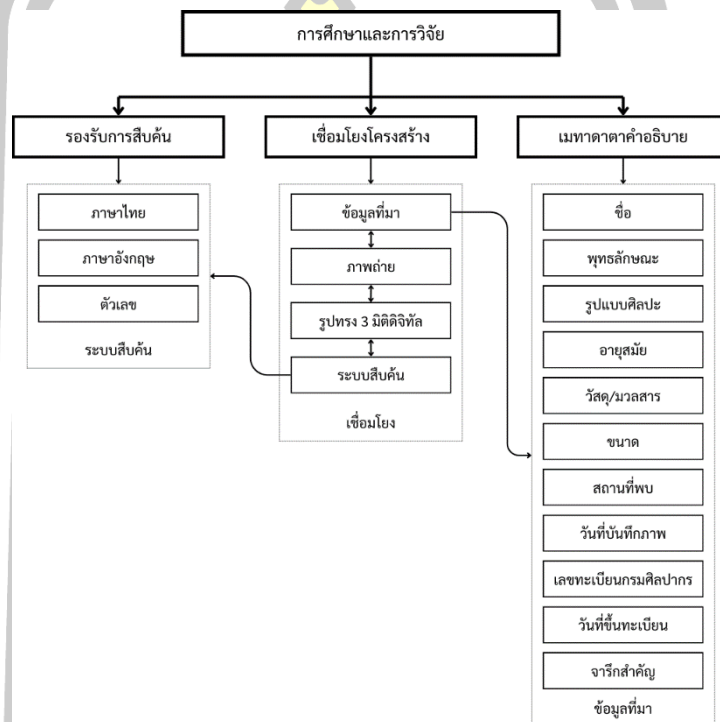 การศึกษาและการวิจัย
รองรับการสืบค้น
เชื่อมโยงโครงสร้าง
เมทาดาตาคำอธิบาย
ภาษาไทย
ภาษาอังกฤษ
ตัวเลข
ระบบสืบค้น
ข้อมูลที่มา
ภาพถ่าย
รูปทรง 3 มิติดิจิทัล
ระบบสืบค้น
เชื่อมโยง
ชื่อ
พุทธลักษณะ
รูปแบบศิลปะ
อายุสมัย
วัสดุ/มวลสาร
ขนาด
สถานที่พบ
วันที่บันทึกภาพ
เลขทะเบียนกรมศิลปากร
วันที่ขึ้นทะเบียน
จารึกสำคัญ
ข้อมูลที่มา